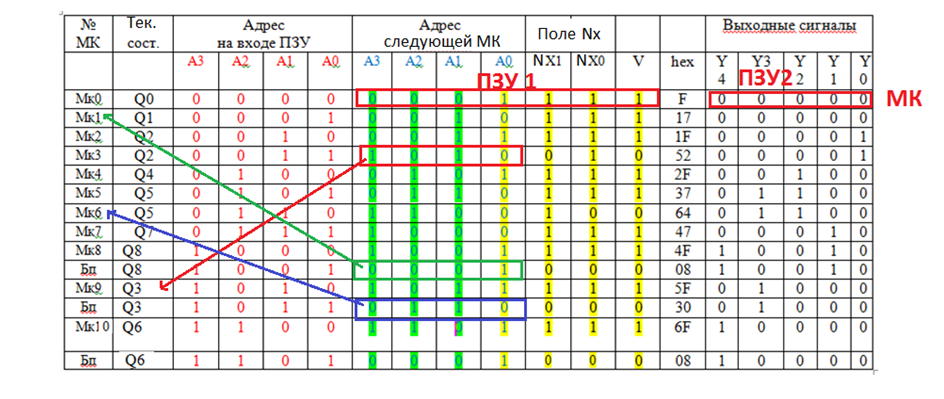 № МК Тек. сост. Адрес на входе ПЗУ Адрес следующей МК Поле Nx Выходные сигналы
A3 A2 A1 A0 A3 A2 A1 A0 NX1 NX0 V hex Y4 Y3 Y2 Y1 Y0
ПЗУ 1 ПЗУ2
Мк0 Q0 0 0 0 0 0 0 0 1 1 1 1 F 0 0 0 0 0 МК
Мк1 Q1 0 0 0 1 0 0 1 0 1 1 1 17 0 0 0 0 0
Мк2 Q2 0 0 1 0 0 0 1 1 1 1 1 1F 0 0 0 0 1
Мк3 Q2 0 0 1 1 1 0 1 0 0 1 0 52 0 0 0 0 1
Мк4 Q4 0 1 0 0 0 1 0 1 1 1 1 2F 0 0 1 0 0
Мк5 Q5 0 1 0 1 0 1 1 0 1 1 1 37 0 1 1 0 0
Мк6 Q5 0 1 1 0 1 1 0 0 1 0 0 64 0 1 1 0 0
Мк7 Q7 0 1 1 1 1 0 0 0 1 1 1 47 0 0 0 1 0
Мк8 Q8 1 0 0 0 1 0 0 1 1 1 1 4F 1 0 0 1 0
Бп Q8 1 0 0 1 0 0 0 1 0 0 0 08 1 0 0 1 0
Мк9 Q3 1 0 1 0 1 0 1 1 1 1 1 5F 0 1 0 0 0
Бп Q3 1 0 1 1 0 1 1 0 0 0 0 30 0 1 0 0 0
Мк10 Q6 1 1 0 0 1 1 0 1 1 1 1 6F 1 0 0 0 0
Бп Q6 1 1 0 1 0 0 0 1 0 0 0 08 1 0 0 0 0